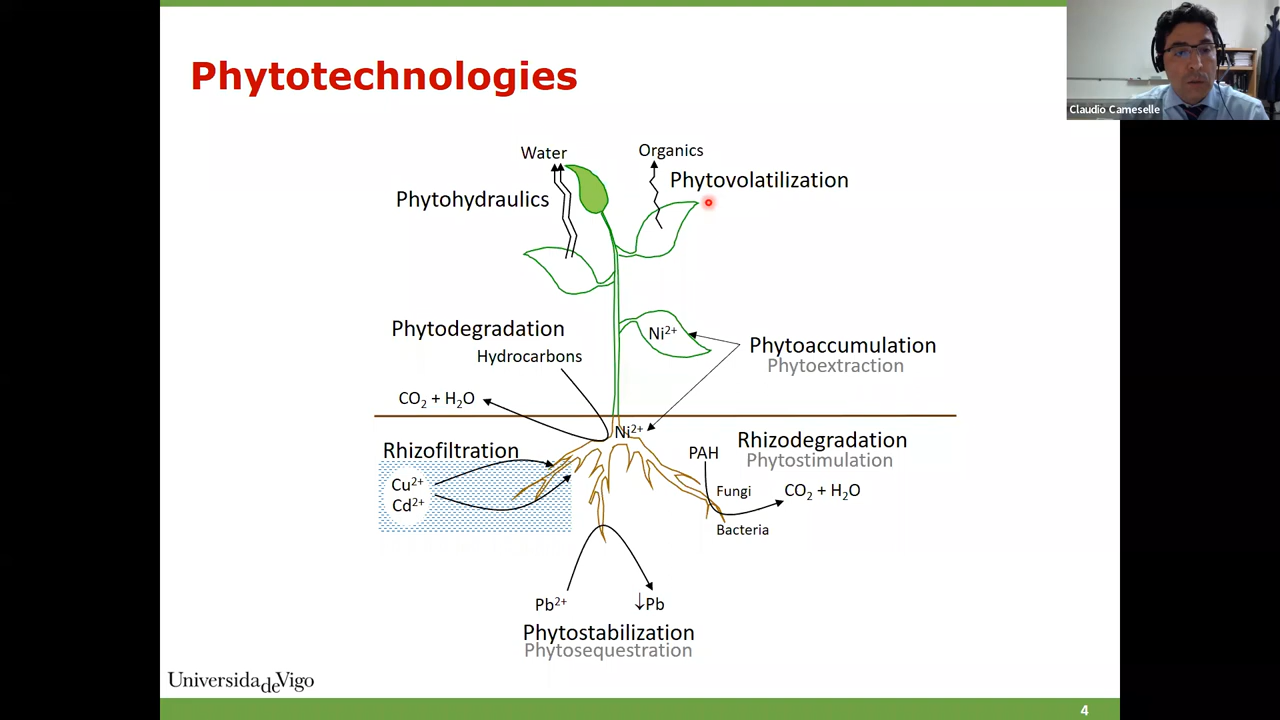 Phytotechnologies
Claudio Cameselle
Water
Organics
Phytovolatilization
Phytohydraulics
Phytodegradation
Hydrocarbons
Ni²⁺
Phytoaccumulation
Phytoextraction
CO₂ + H₂O
Ni²⁺
Rhizofiltration
PAH
Rhizodegradation
Phytostimulation
Cu²⁺
Cd²⁺
Fungi
CO₂ + H₂O
Bacteria
Pb²⁺
↓Pb
Phytostabilization
Phytosequestration
UniversidadeVigo
4